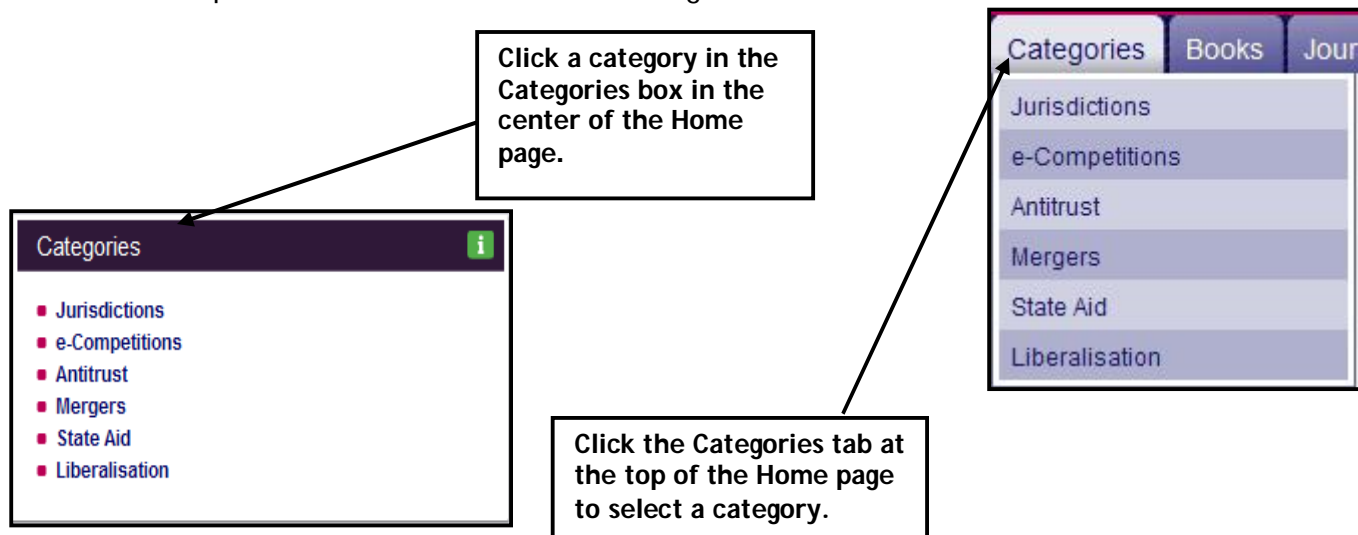 Click a category in the
Categories box in the
center of the Home
page.
Categories Books
Jurisdictions
e-Competitions
Antitrust
Mergers
State Aid
Liberalisation
Categories i
Jurisdictions
e-Competitions
Antitrust
Mergers
State Aid
Liberalisation
Click the Categories tab at
the top of the Home page
to select a category.